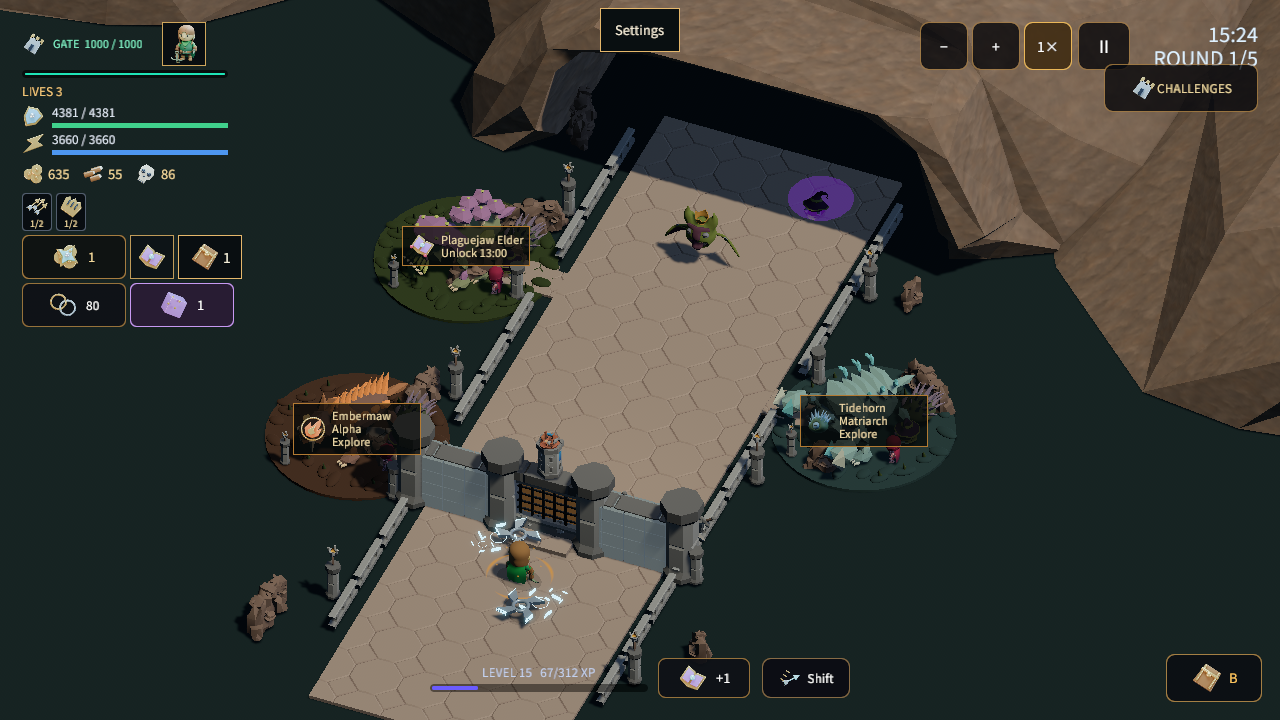 GATE 1000 / 1000
Settings
−
+
1×
15:24
ROUND 1/5
CHALLENGES
LIVES 3
4381 / 4381
3660 / 3660
635
55
86
1/2
1/2
1
1
80
1
Plaguejaw Elder
Unlock 13:00
Embermaw
Alpha
Explore
Tidehorn
Matriarch
Explore
LEVEL 15 67/312 XP
+1
Shift
B